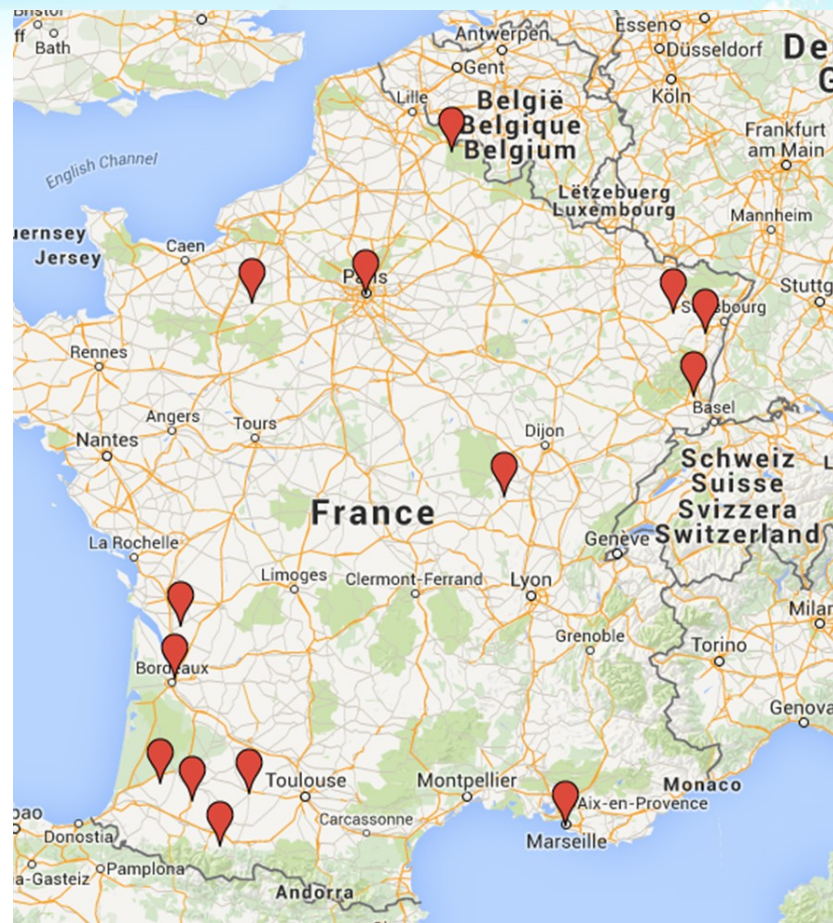 Bristol
Bath
Antwerpen
Essen
Düsseldorf
De
Gent
Köln
Lille
België
Belgique
Belgium
Frankfurt
am Main
English Channel
Lëtzebuerg
Luxembourg
Mannheim
uernsey
Jersey
Caen
Paris
Stuttg
Rennes
Angers
Tours
Basel
Nantes
Dijon
Schweiz
Suisse
Svizzera
Switzerland
France
Genève
La Rochelle
Limoges
Clermont-Ferrand
Lyon
Milan
Grenoble
Torino
Genova
Toulouse
Montpellier
Monaco
Aix-en-Provence
Carcassonne
Marseille
Donostia
Pamplona
a-Gasteiz
Andorra